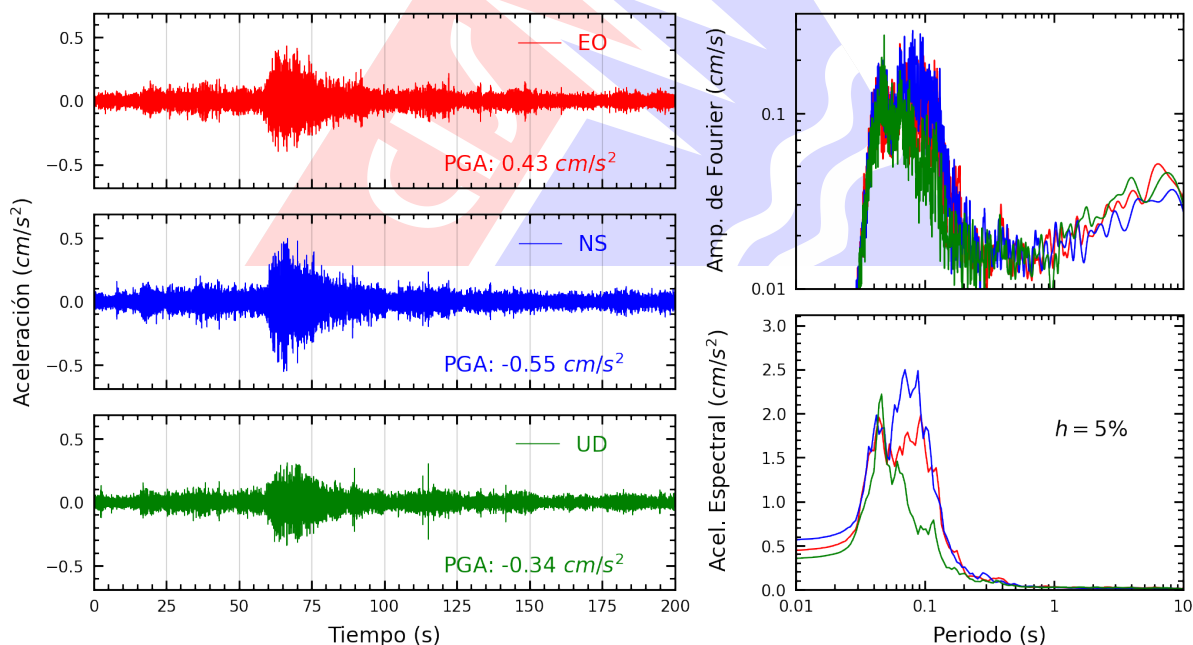 Aceleración (cm/s²)
0.5
0.0
−0.5
EO
PGA: 0.43 cm/s²
0.5
0.0
−0.5
NS
PGA: -0.55 cm/s²
0.5
0.0
−0.5
UD
PGA: -0.34 cm/s²
0 25 50 75 100 125 150 175 200
Tiempo (s)
Amp. de Fourier (cm/s)
0.1
0.01
Acel. Espectral (cm/s²)
3.0
2.5
2.0
1.5
1.0
0.5
0.0
h = 5%
0.01 0.1 1 10
Periodo (s)